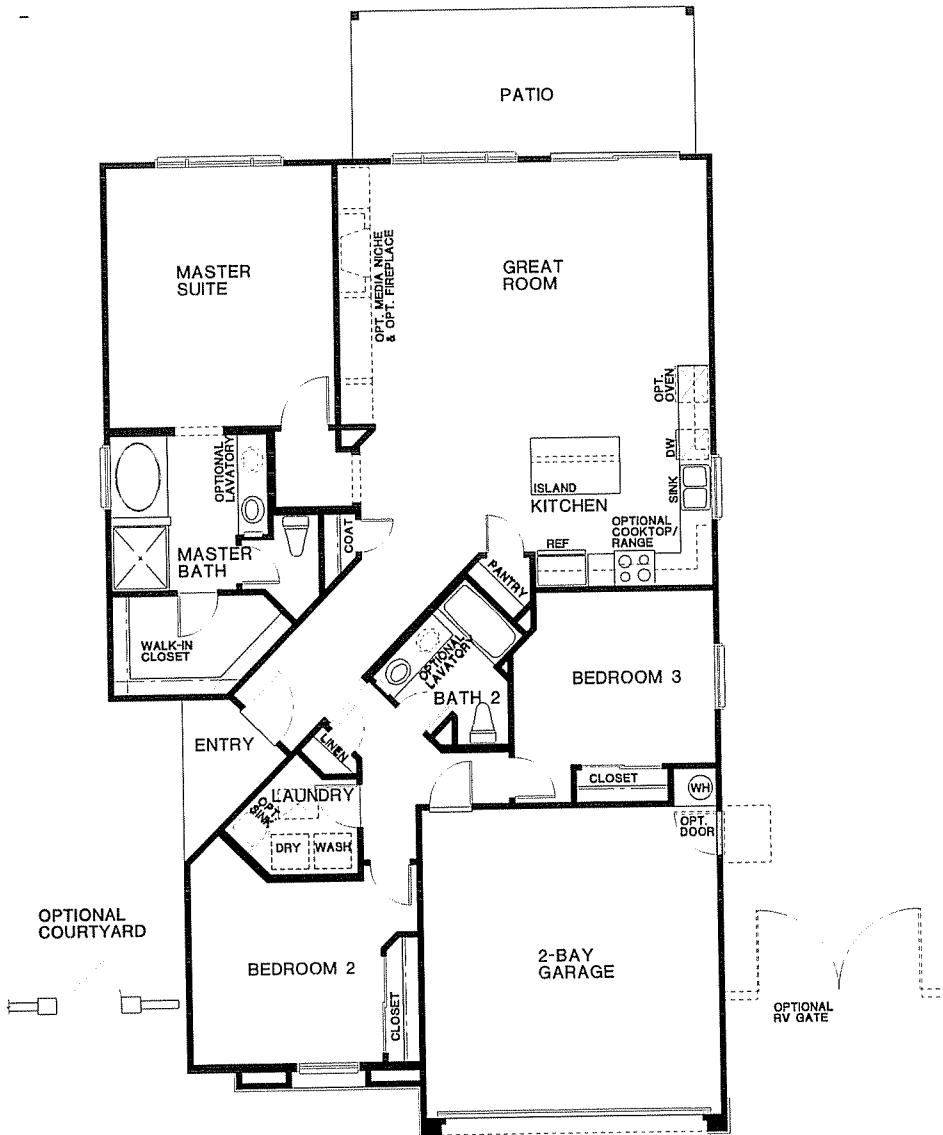 PATIO
MASTER
SUITE
OPT. MEDIA NICHE
& OPT. FIREPLACE
GREAT
ROOM
OPT.
OVEN
DW
SINK
ISLAND
KITCHEN
OPTIONAL
COOKTOP/
RANGE
REF
OPTIONAL
LAVATORY
COAT
MASTER
BATH
PANTRY
WALK-IN
CLOSET
OPTIONAL
LAVATORY
BATH 2
BEDROOM 3
ENTRY
LINEN
CLOSET
WH
LAUNDRY
OPT.
SINK
DRY
WASH
OPT.
DOOR
OPTIONAL
COURTYARD
BEDROOM 2
CLOSET
2-BAY
GARAGE
OPTIONAL
RV GATE